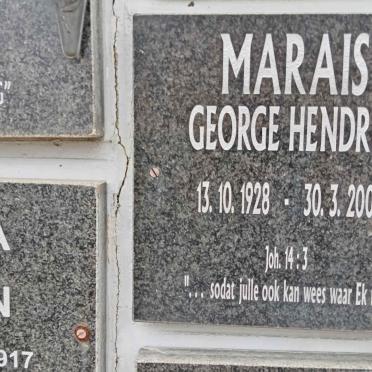 MARAIS
GEORGE HENDR
13. 10. 1928 - 30. 3. 200
Joh. 14 : 3
"... sodat julle ook kan wees waar Ek
A
N
917